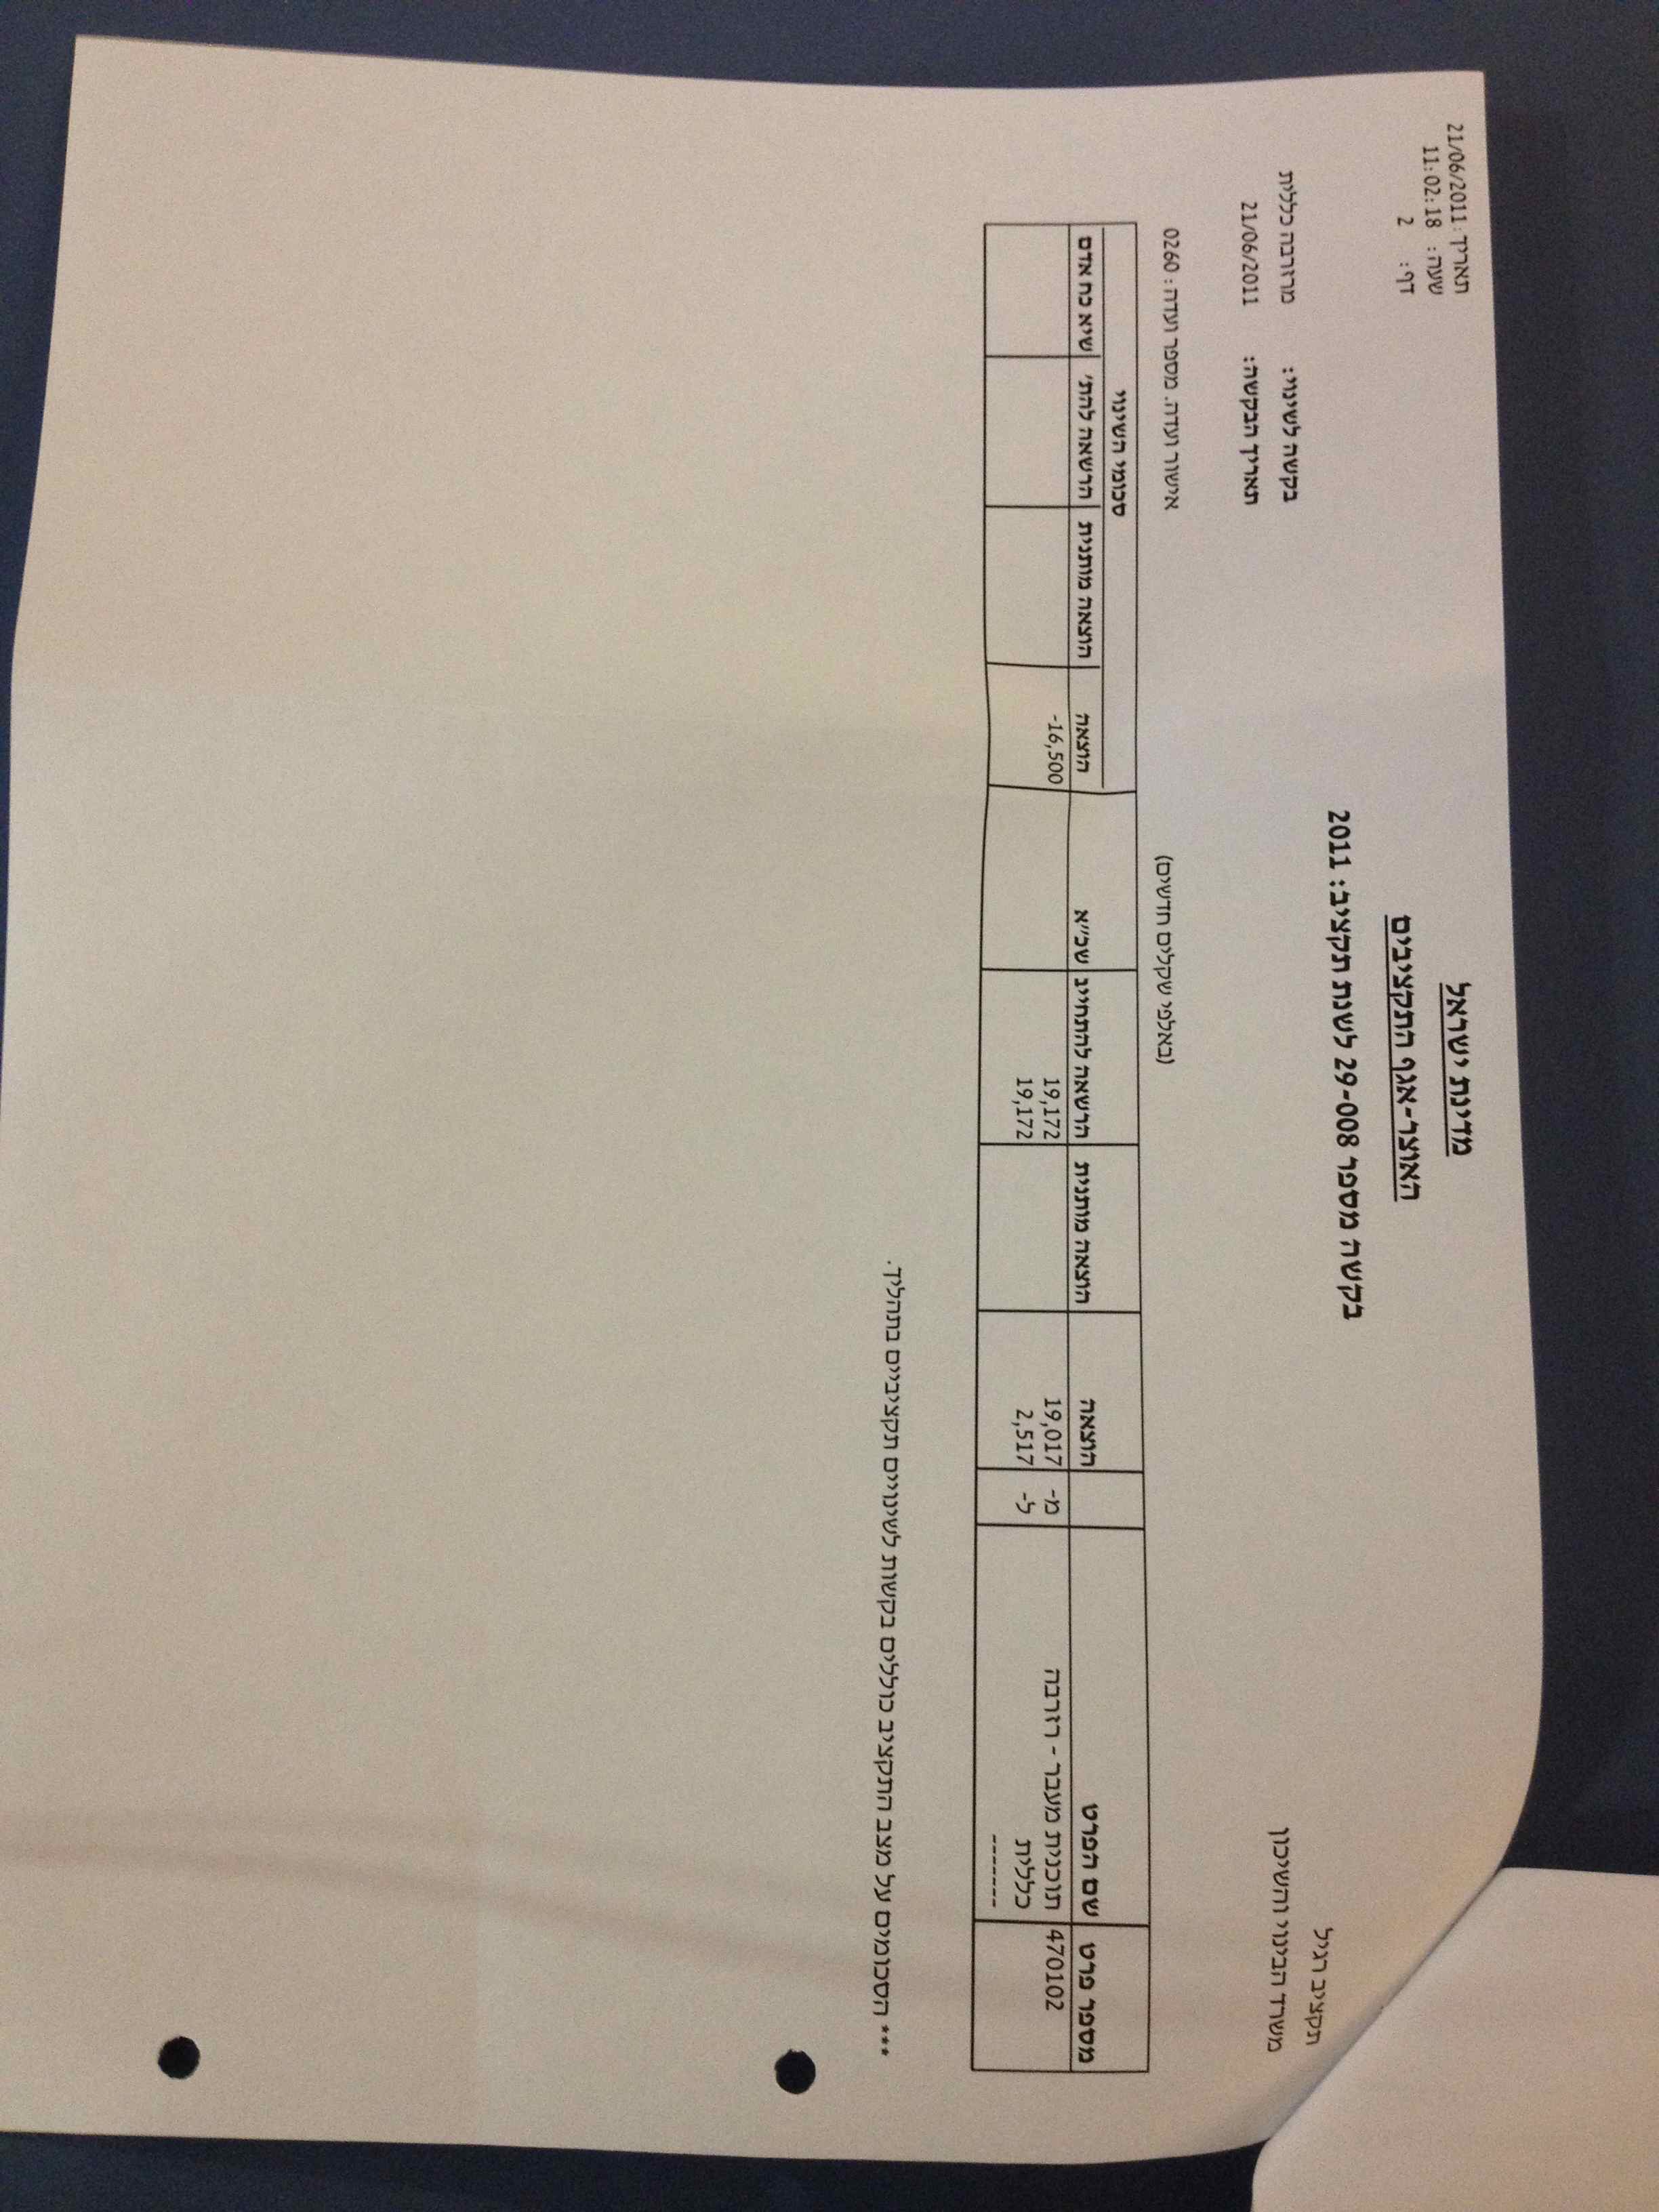 תאריך: 21/06/2011
שעה: 11:02:18
דף: 2
מדינת ישראל
האוצר-אגף התקציבים
בקשה מספר 29-008 לשנת תקציב: 2011
תקציב רגיל
משרד הבינוי והשיכון
בקשה לשינוי: מרזרבה כללית
תאריך הבקשה: 21/06/2011
(באלפי שקלים חדשים)
אישור ועדה. מספר ועדה: 0260
סכומי השינוי
מספר פרט שם הפרט הוצאה הוצאה מותנית הרשאה להתחייב שכ״א הוצאה הוצאה מותנית הרשאה להת׳ שיא כח אדם
470102 תוכנית מעבר - רזרבה מ- 19,017 19,172 -16,500
כללית ל- 2,517 19,172
-------
*** הסכומים על מצב התקציב כוללים בקשות לשינויים תקציביים בתהליך.